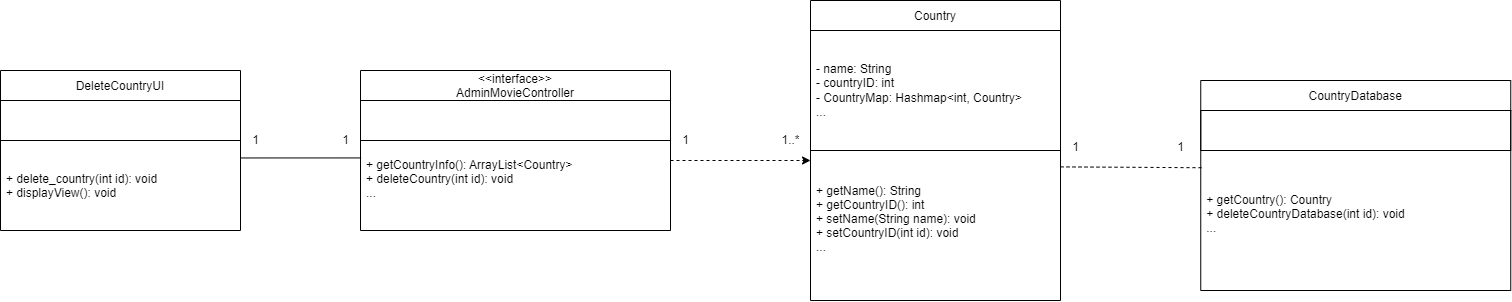 DeleteCountryUI
+ delete_country(int id): void
+ displayView(): void
1
1
<<interface>>
AdminMovieController
+ getCountryInfo(): ArrayList<Country>
+ deleteCountry(int id): void
...
1
1..*
Country
- name: String
- countryID: int
- CountryMap: Hashmap<int, Country>
...
+ getName(): String
+ getCountryID(): int
+ setName(String name): void
+ setCountryID(int id): void
...
1
1
CountryDatabase
+ getCountry(): Country
+ deleteCountryDatabase(int id): void
...